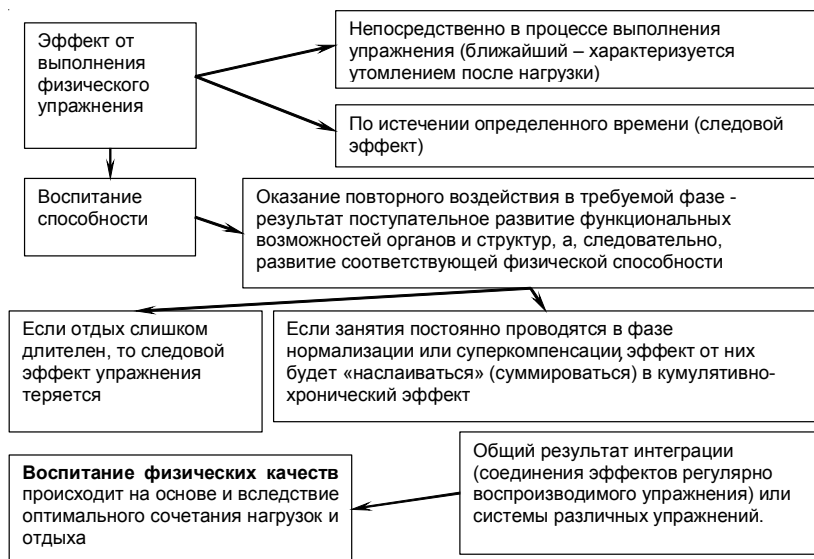 Эффект от
выполнения
физического
упражнения
Непосредственно в процессе выполнения
упражнения (ближайший – характеризуется
утомлением после нагрузки)
По истечении определенного времени (следовой
эффект)
Воспитание
способности
Оказание повторного воздействия в требуемой фазе -
результат поступательное развитие функциональных
возможностей органов и структур, а, следовательно,
развитие соответствующей физической способности
Если отдых слишком
длителен, то следовой
эффект упражнения
теряется
Если занятия постоянно проводятся в фазе
нормализации или суперкомпенсации, эффект от них
будет «наслаиваться» (суммироваться) в кумулятивно-
хронический эффект
Общий результат интеграции
(соединения эффектов регулярно
воспроизводимого упражнения) или
системы различных упражнений.
Воспитание физических качеств
происходит на основе и вследствие
оптимального сочетания нагрузок и
отдыха